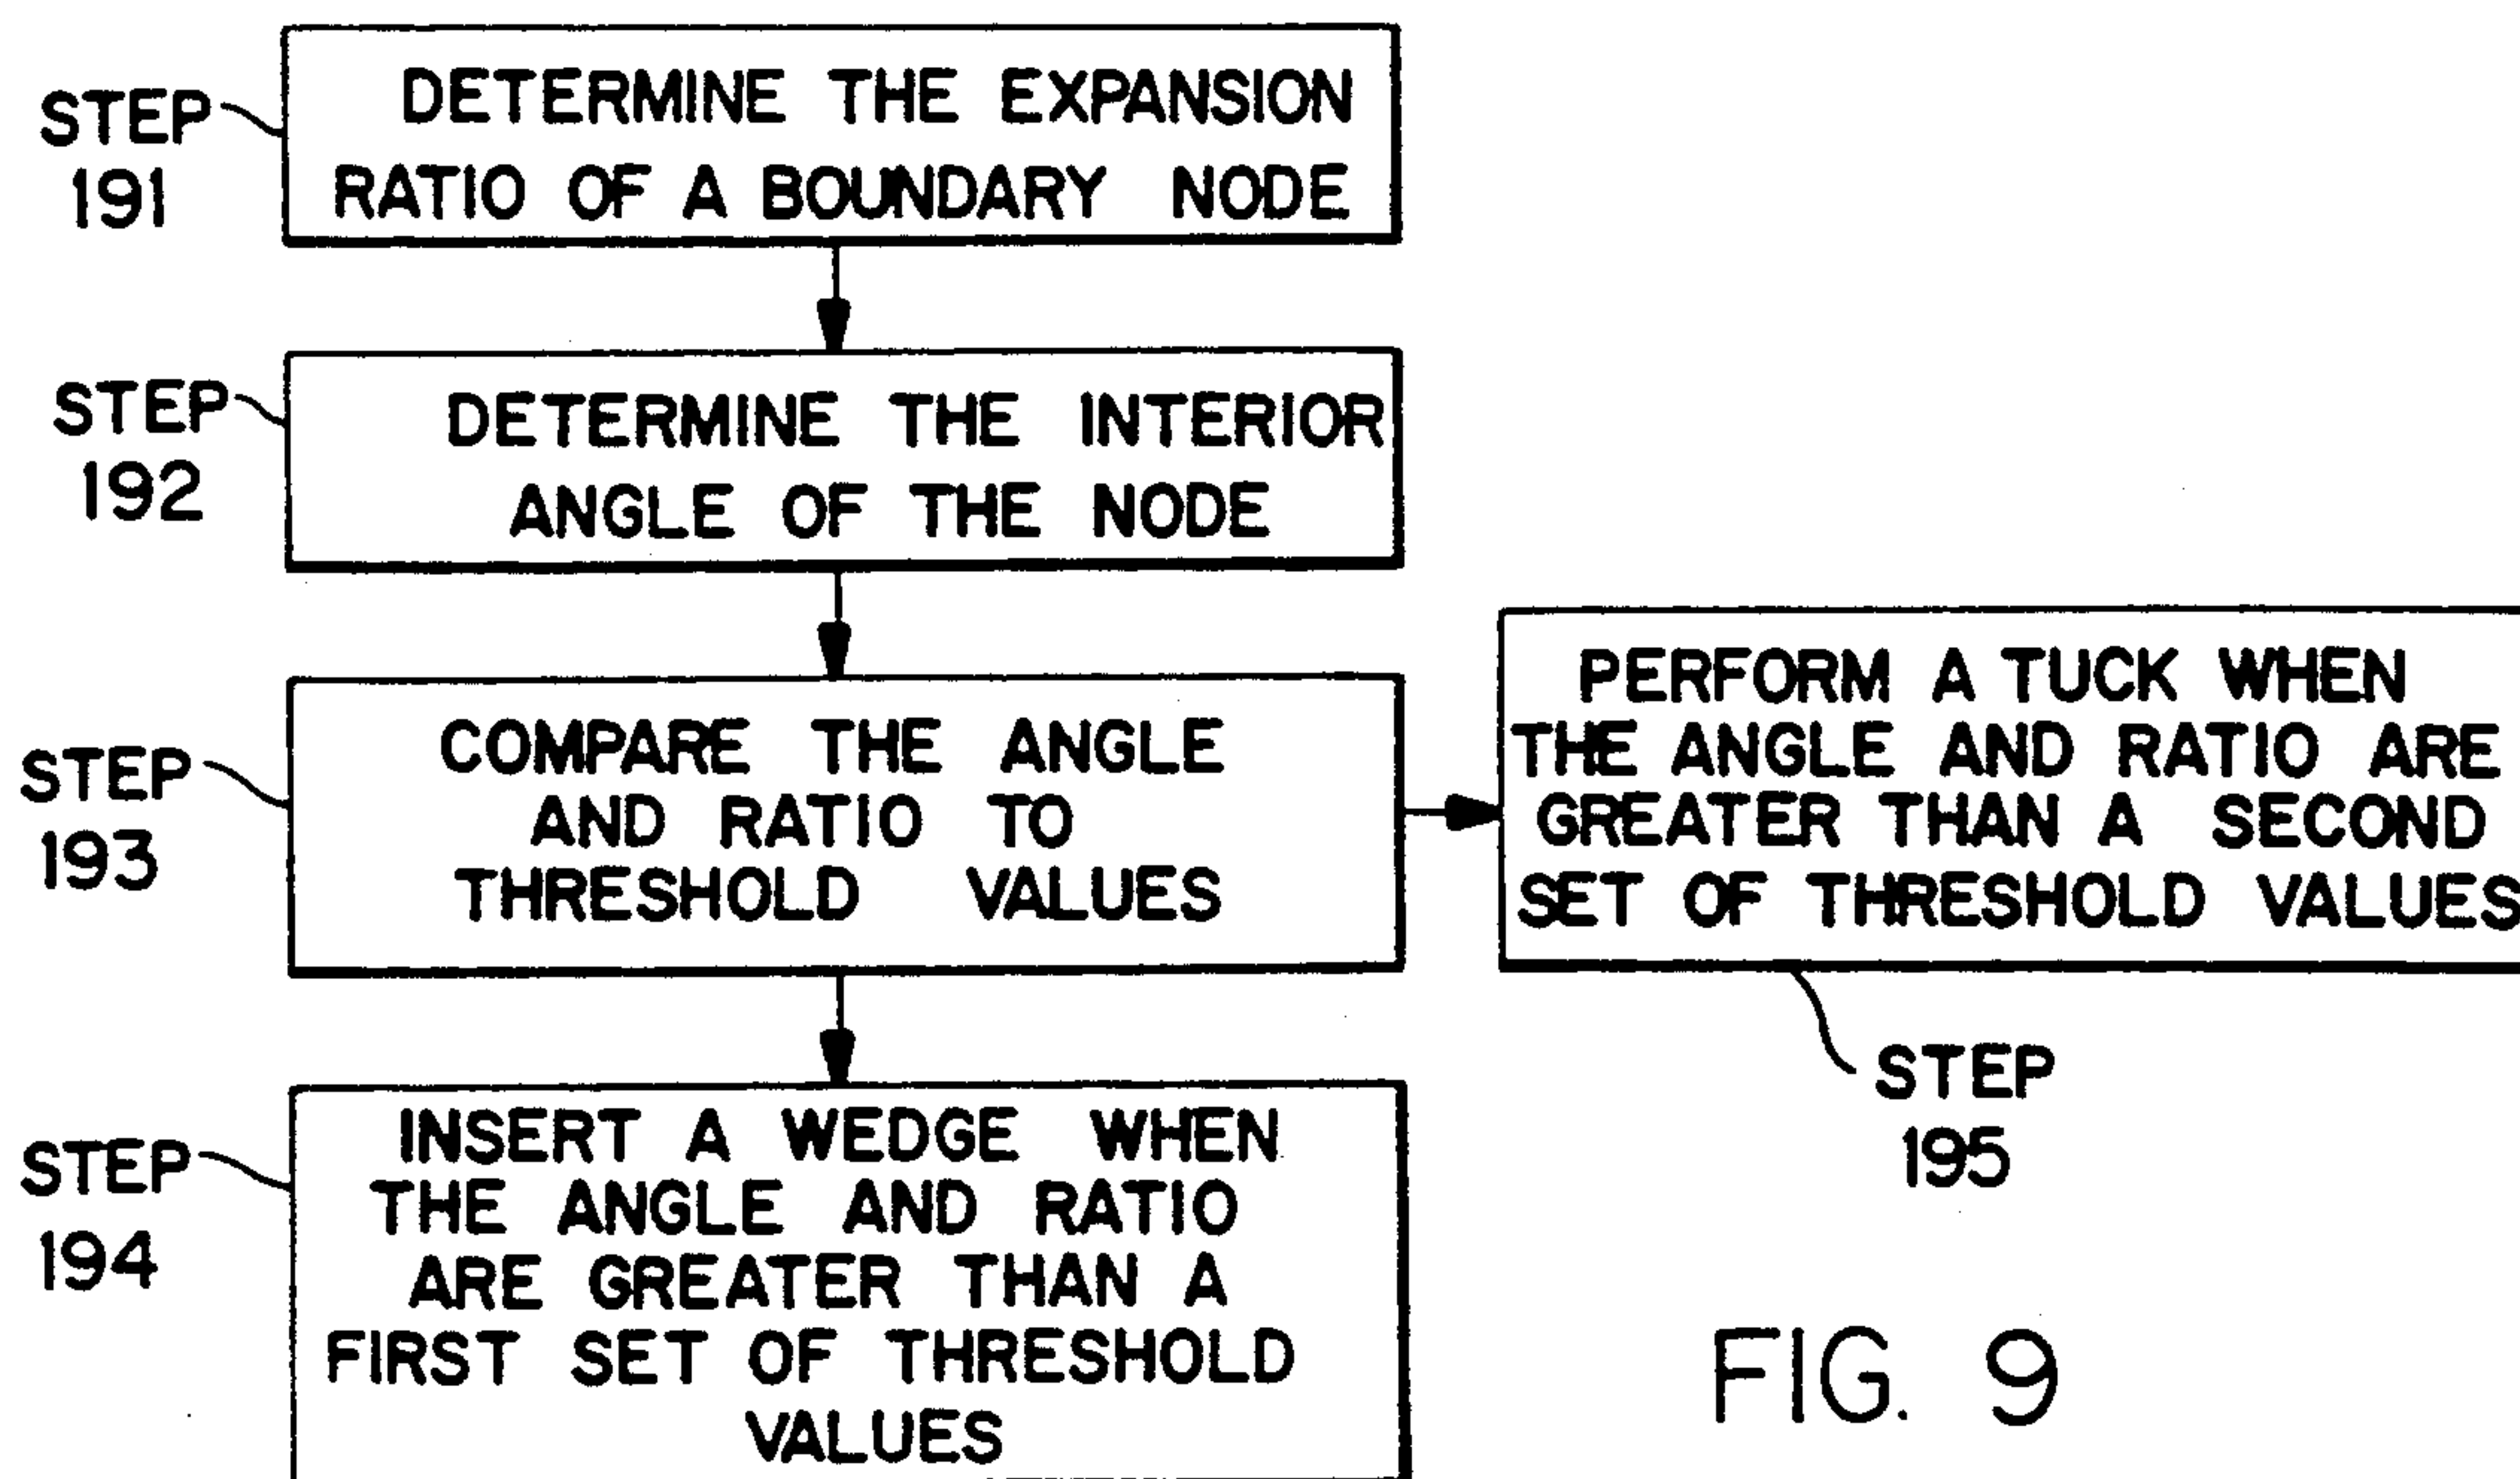 STEP
191
DETERMINE THE EXPANSION
RATIO OF A BOUNDARY NODE
STEP
192
DETERMINE THE INTERIOR
ANGLE OF THE NODE
STEP
193
COMPARE THE ANGLE
AND RATIO TO
THRESHOLD VALUES
PERFORM A TUCK WHEN
THE ANGLE AND RATIO ARE
GREATER THAN A SECOND
SET OF THRESHOLD VALUES
STEP
195
STEP
194
INSERT A WEDGE WHEN
THE ANGLE AND RATIO
ARE GREATER THAN A
FIRST SET OF THRESHOLD
VALUES
FIG. 9